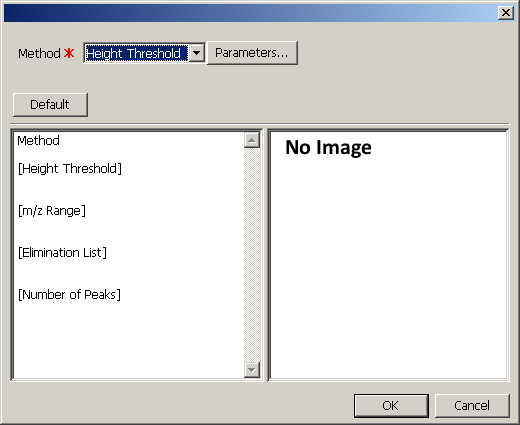 Method * Height Threshold Parameters...
Default
Method
[Height Threshold]
[m/z Range]
[Elimination List]
[Number of Peaks]
No Image
OK Cancel